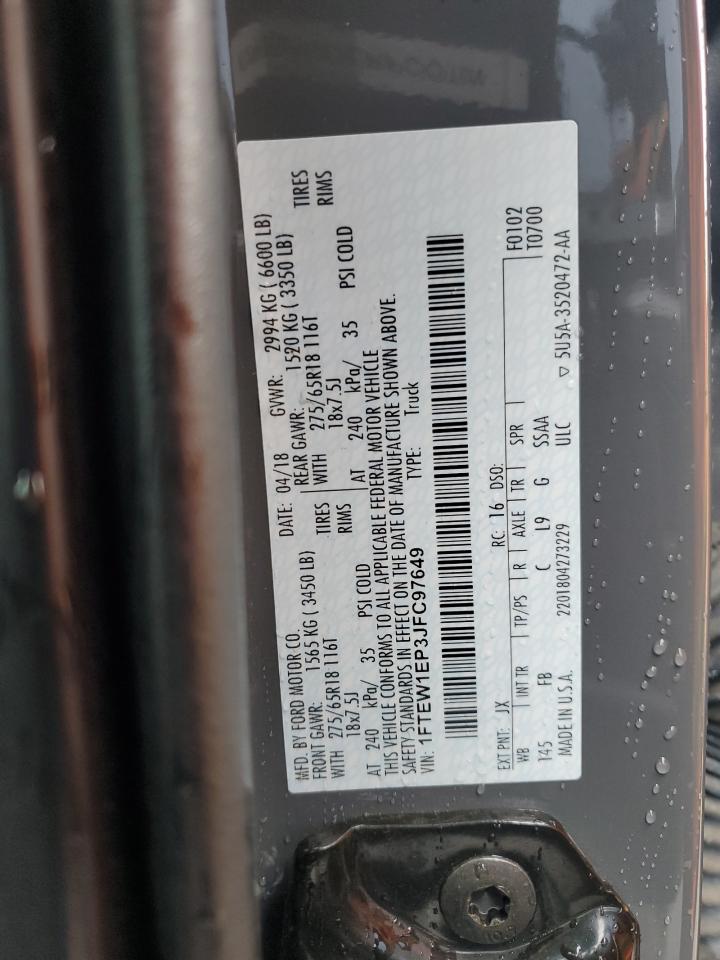 MFD. BY FORD MOTOR CO.
DATE: 04/18 GVWR: 2994 KG ( 6600 LB)
FRONT GAWR: 1565 KG ( 3450 LB) REAR GAWR: 1520 KG ( 3350 LB)
WITH 275/65R18 116T TIRES WITH 275/65R18 116T TIRES
18x7.5J RIMS 18x7.5J RIMS
AT 240 kPa/ 35 PSI COLD AT 240 kPa/ 35 PSI COLD
THIS VEHICLE CONFORMS TO ALL APPLICABLE FEDERAL MOTOR VEHICLE
SAFETY STANDARDS IN EFFECT ON THE DATE OF MANUFACTURE SHOWN ABOVE.
VIN: 1FTEW1EP3JFC97649 TYPE: Truck
EXT PNT: JX RC: 16 DSO: F0102
WB INT TR TP/PS R AXLE TR SPR T0700
145 FB C L9 G SSAA
MADE IN U.S.A. 2201804273229 ULC ▽ 5U5A-3520472-AA